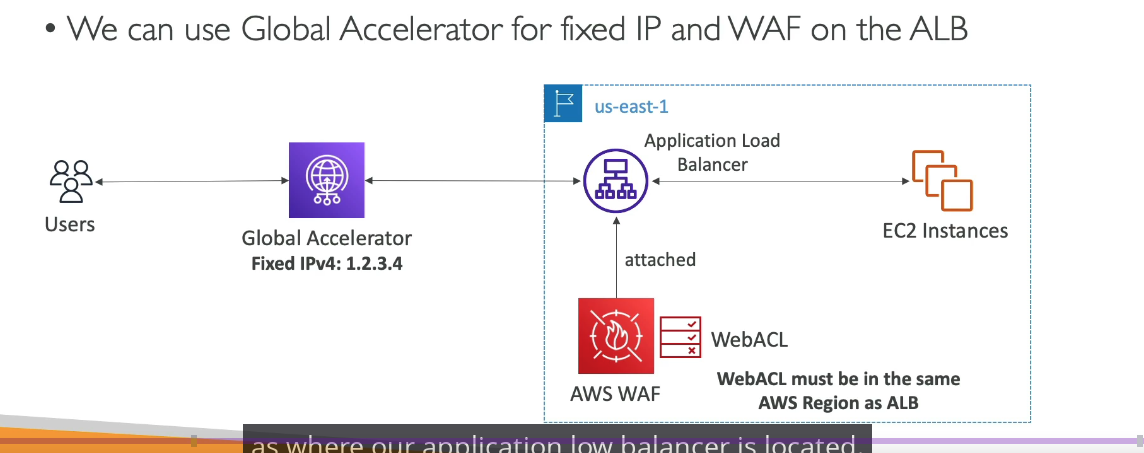 • We can use Global Accelerator for fixed IP and WAF on the ALB
us-east-1
Application Load
Balancer
Users
Global Accelerator
Fixed IPv4: 1.2.3.4
EC2 Instances
attached
WebACL
AWS WAF
WebACL must be in the same
AWS Region as ALB
as where our application low balancer is located.